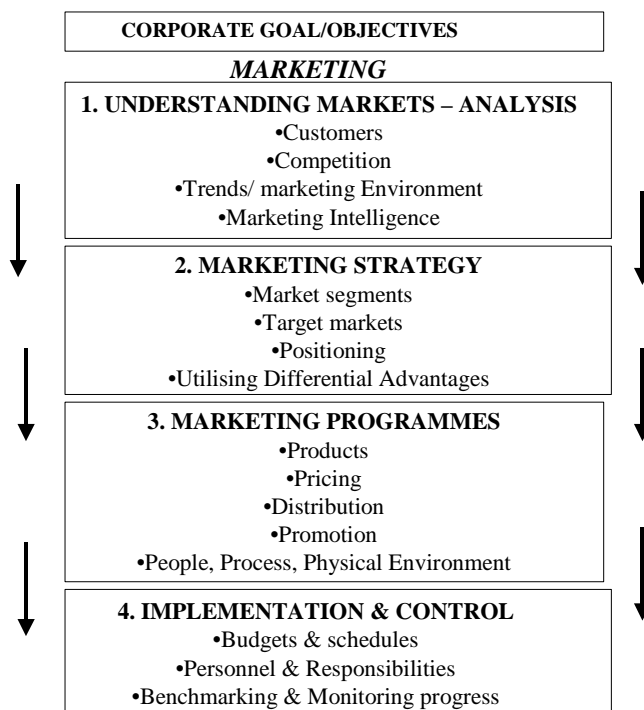 CORPORATE GOAL/OBJECTIVES
MARKETING
1. UNDERSTANDING MARKETS – ANALYSIS
•Customers
•Competition
•Trends/ marketing Environment
•Marketing Intelligence
2. MARKETING STRATEGY
•Market segments
•Target markets
•Positioning
•Utilising Differential Advantages
3. MARKETING PROGRAMMES
•Products
•Pricing
•Distribution
•Promotion
•People, Process, Physical Environment
4. IMPLEMENTATION & CONTROL
•Budgets & schedules
•Personnel & Responsibilities
•Benchmarking & Monitoring progress